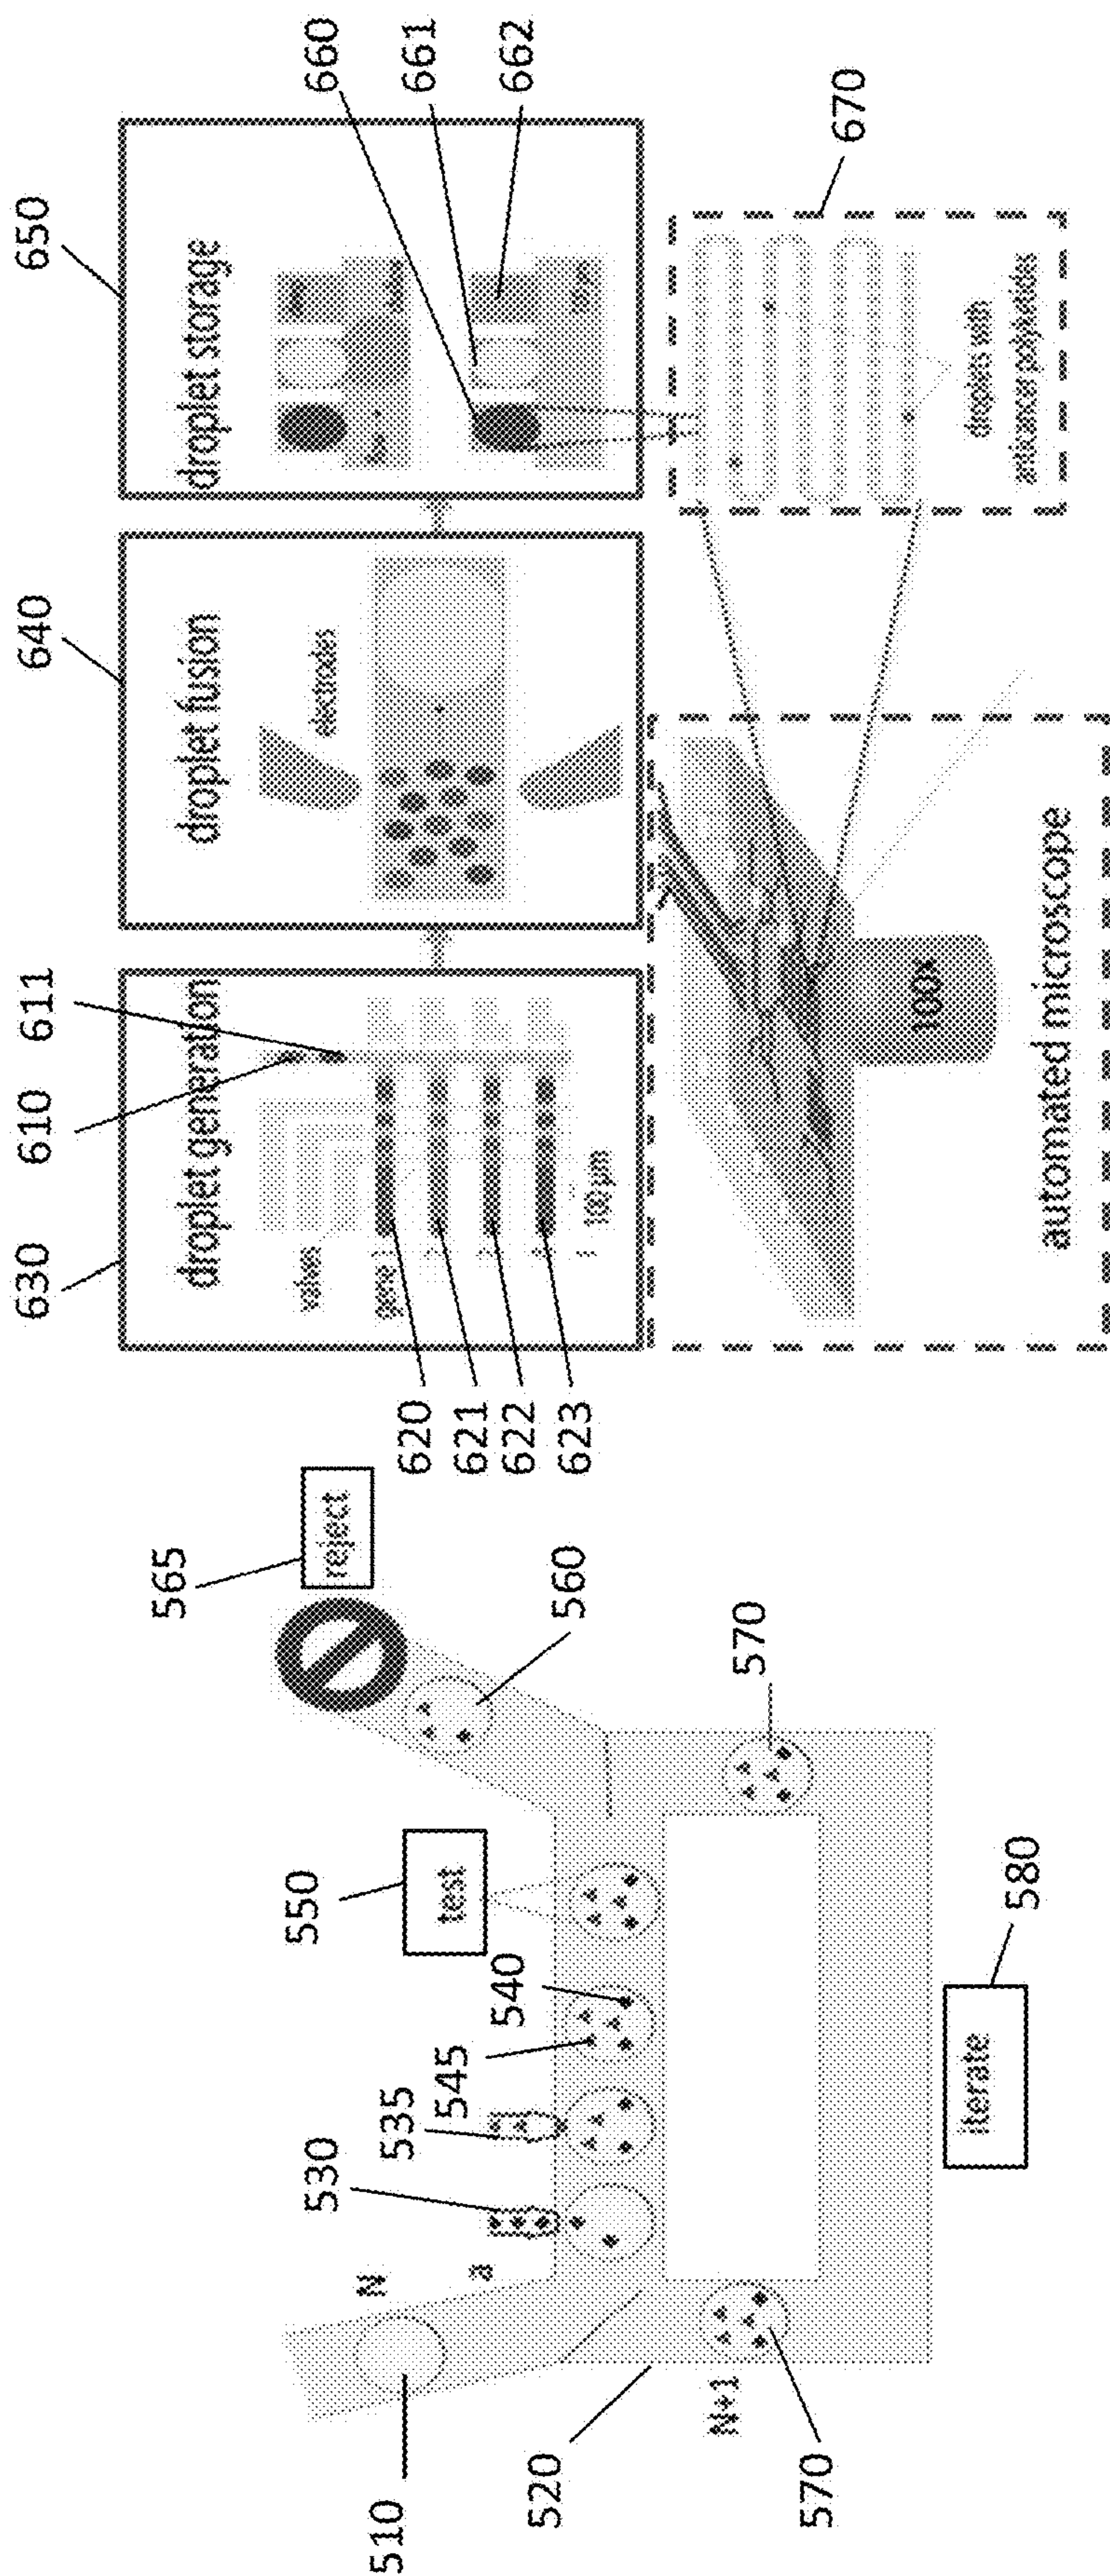 510
N
a
530
535
545
540
550
test
565
reject
560
520
N+1
570
570
iterate
580
630
610
611
640
650
droplet generation
droplet fusion
droplet storage
valves
electrodes
gene
100 µm
620
621
622
623
660
661
662
100x
automated microscope
670
droplets with
anticancer polyketides